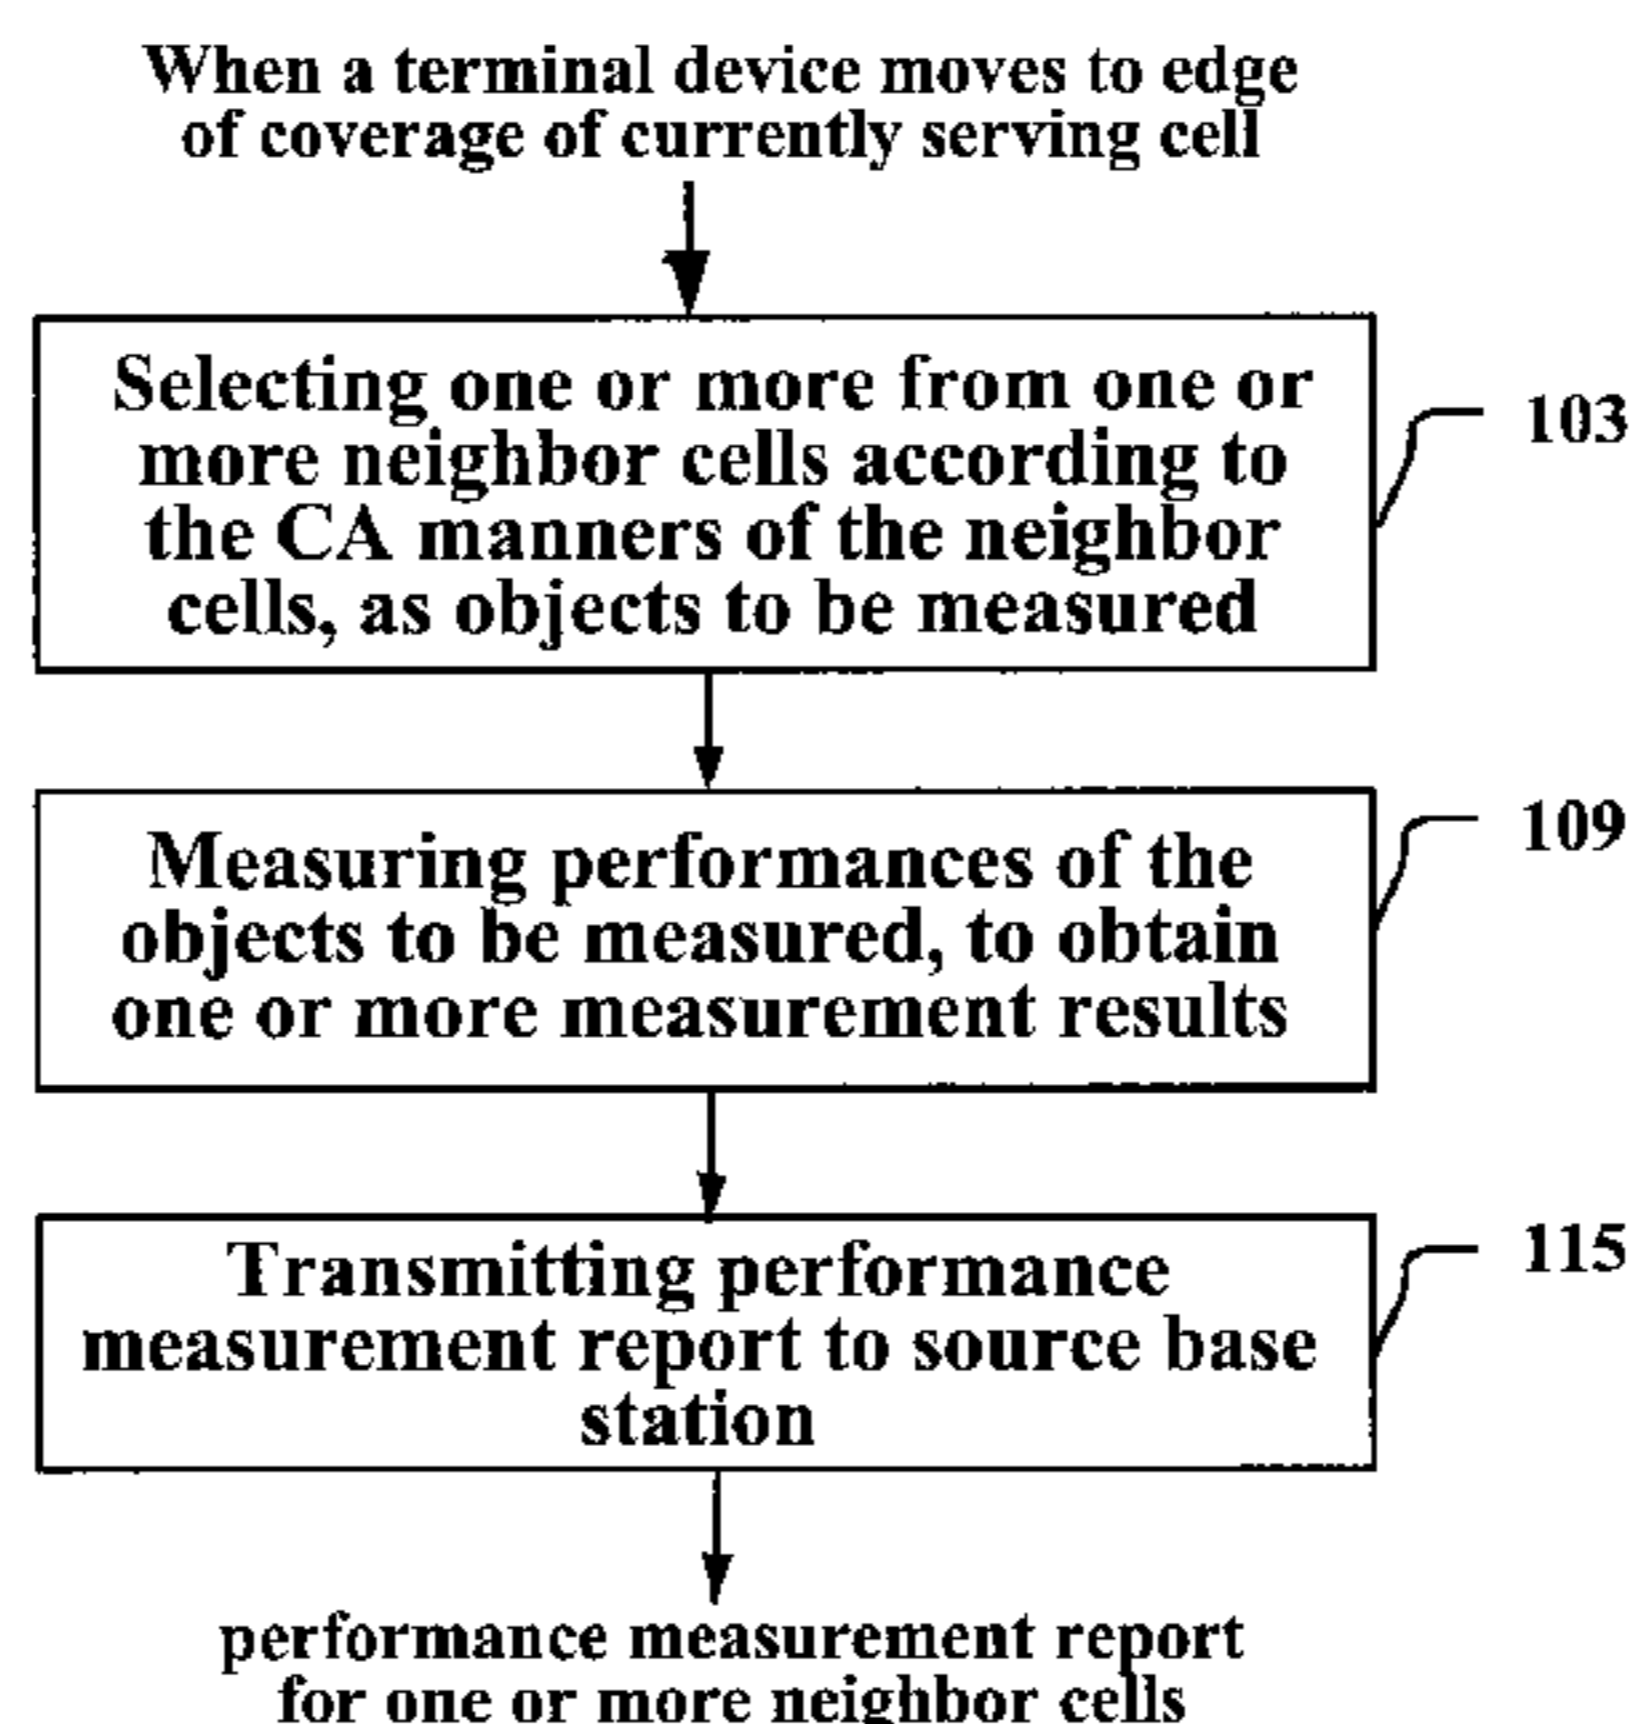 When a terminal device moves to edge
of coverage of currently serving cell
Selecting one or more from one or
more neighbor cells according to
the CA manners of the neighbor
cells, as objects to be measured
103
Measuring performances of the
objects to be measured, to obtain
one or more measurement results
109
Transmitting performance
measurement report to source base
station
115
performance measurement report
for one or more neighbor cells